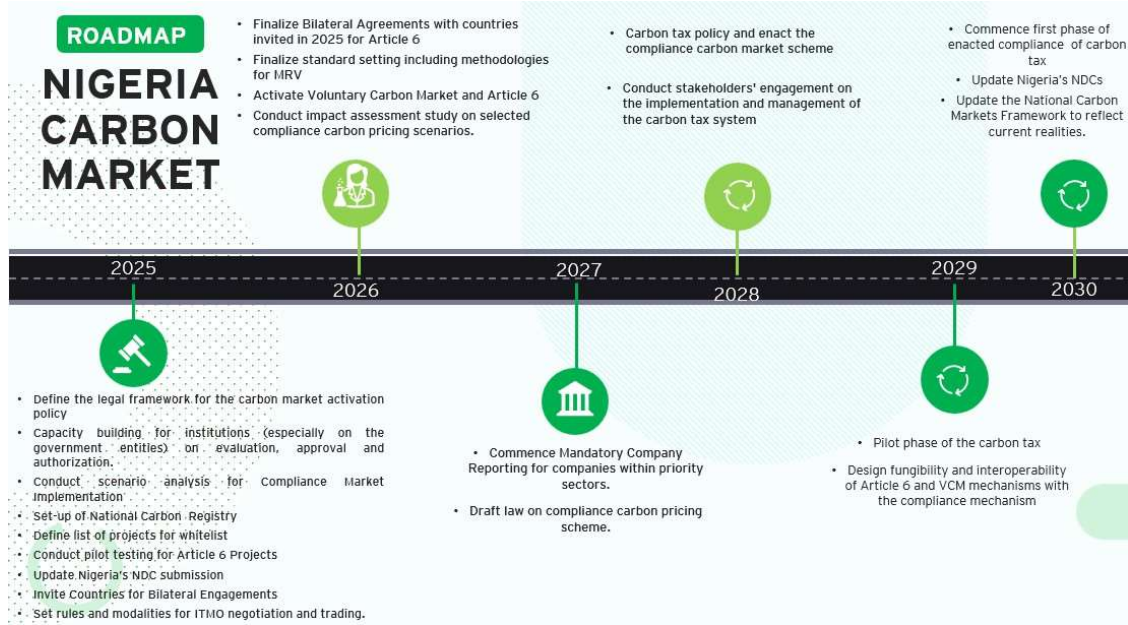 ROADMAP
NIGERIA
CARBON
MARKET
• Finalize Bilateral Agreements with countries
invited in 2025 for Article 6
• Finalize standard setting including methodologies
for MRV
• Activate Voluntary Carbon Market and Article 6
• Conduct impact assessment study on selected
compliance carbon pricing scenarios.
• Carbon tax policy and enact the
compliance carbon market scheme
• Conduct stakeholders' engagement on
the implementation and management of
the carbon tax system
• Commence first phase of
enacted compliance of carbon
tax
• Update Nigeria's NDCs
• Update the National Carbon
Markets Framework to reflect
current realities.
2025
2026
2027
2028
2029
2030
• Define the legal framework for the carbon market activation
policy
• Capacity building for institutions (especially on the
government entities) on evaluation, approval and
authorization.
• Conduct scenario analysis for Compliance Market
Implementation
• Set-up of National Carbon Registry
• Define list of projects for whitelist
• Conduct pilot testing for Article 6 Projects
• Update Nigeria's NDC submission
• Invite Countries for Bilateral Engagements
• Set rules and modalities for ITMO negotiation and trading.
• Commence Mandatory Company
Reporting for companies within priority
sectors.
• Draft law on compliance carbon pricing
scheme.
• Pilot phase of the carbon tax
• Design fungibility and interoperability
of Article 6 and VCM mechanisms with
the compliance mechanism